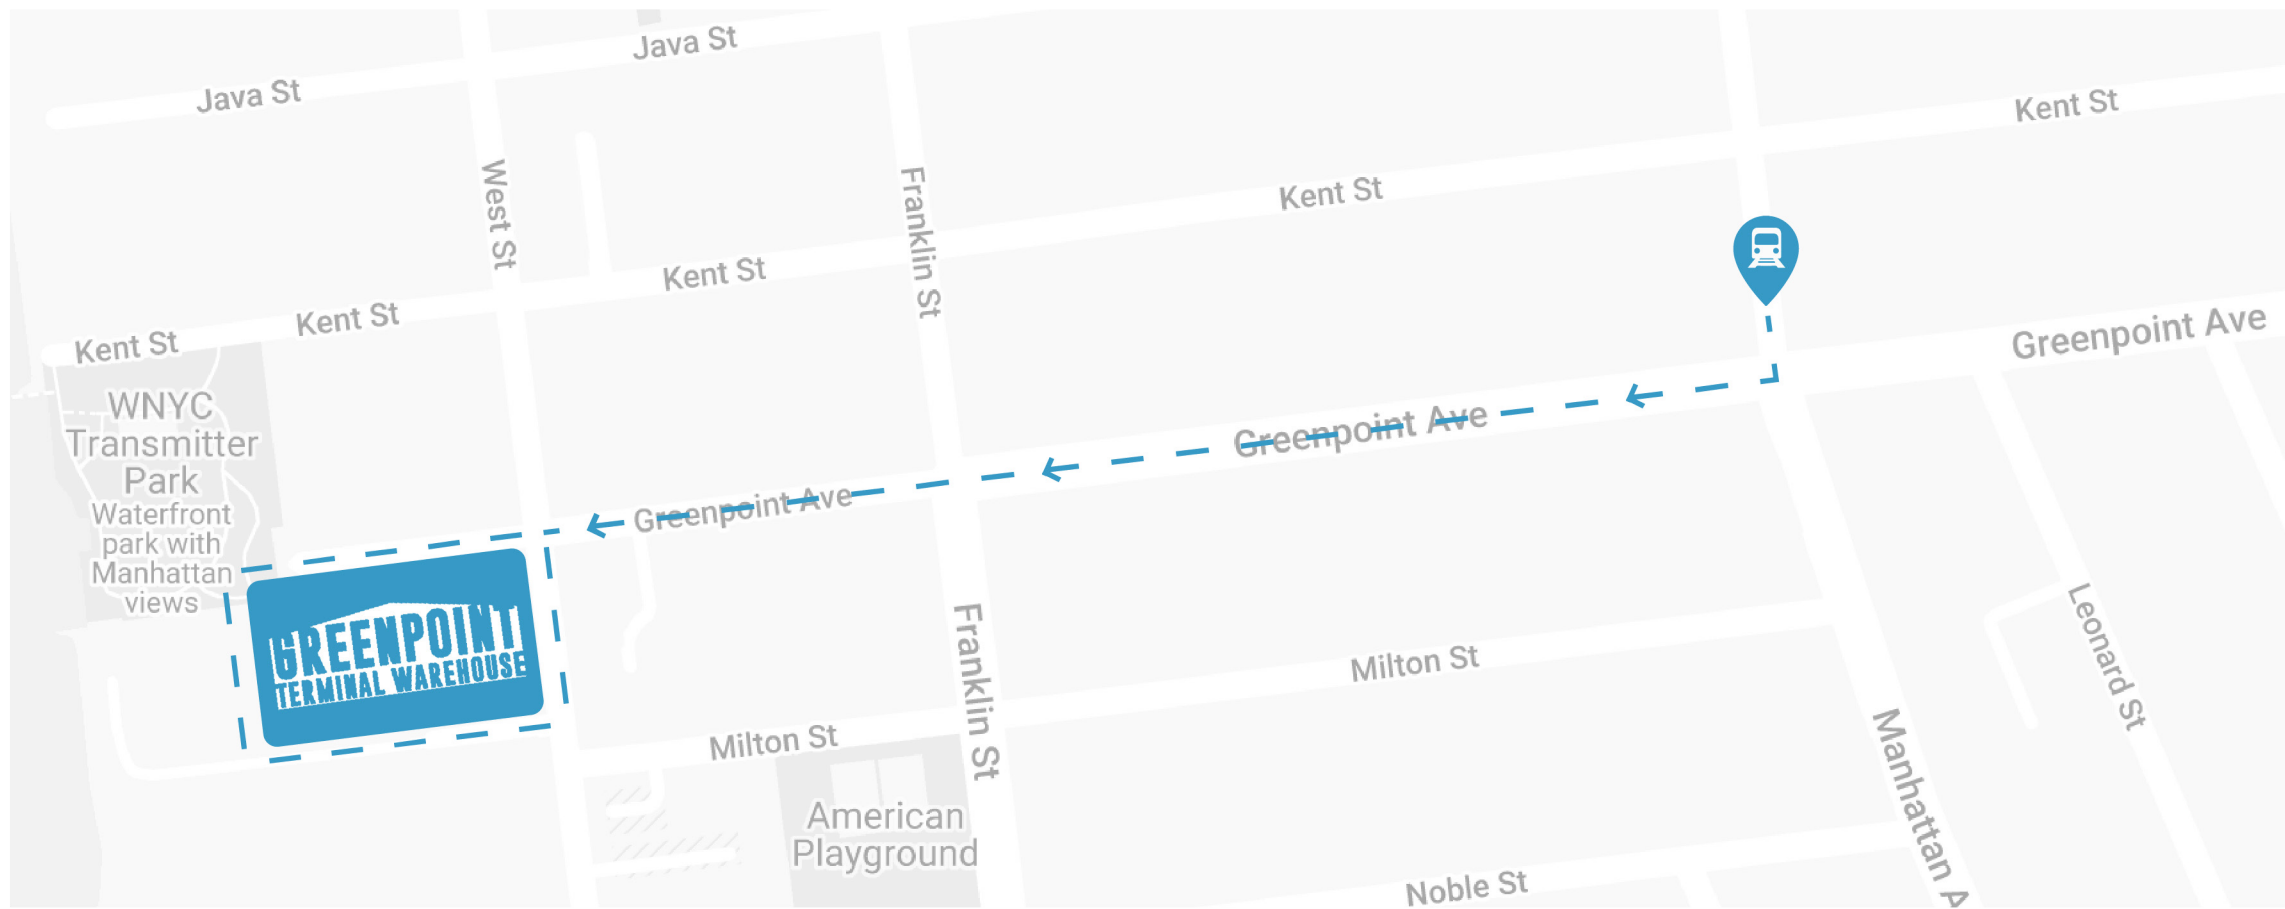 Java St
Java St
Kent St
Kent St
Kent St
Kent St
Kent St
West St
Franklin St
Greenpoint Ave
Greenpoint Ave
Greenpoint Ave
WNYC
Transmitter
Park
Waterfront
park with
Manhattan
views
GREENPOINT
TERMINAL WAREHOUSE
Franklin St
Milton St
Milton St
Leonard St
Manhattan A
American
Playground
Noble St